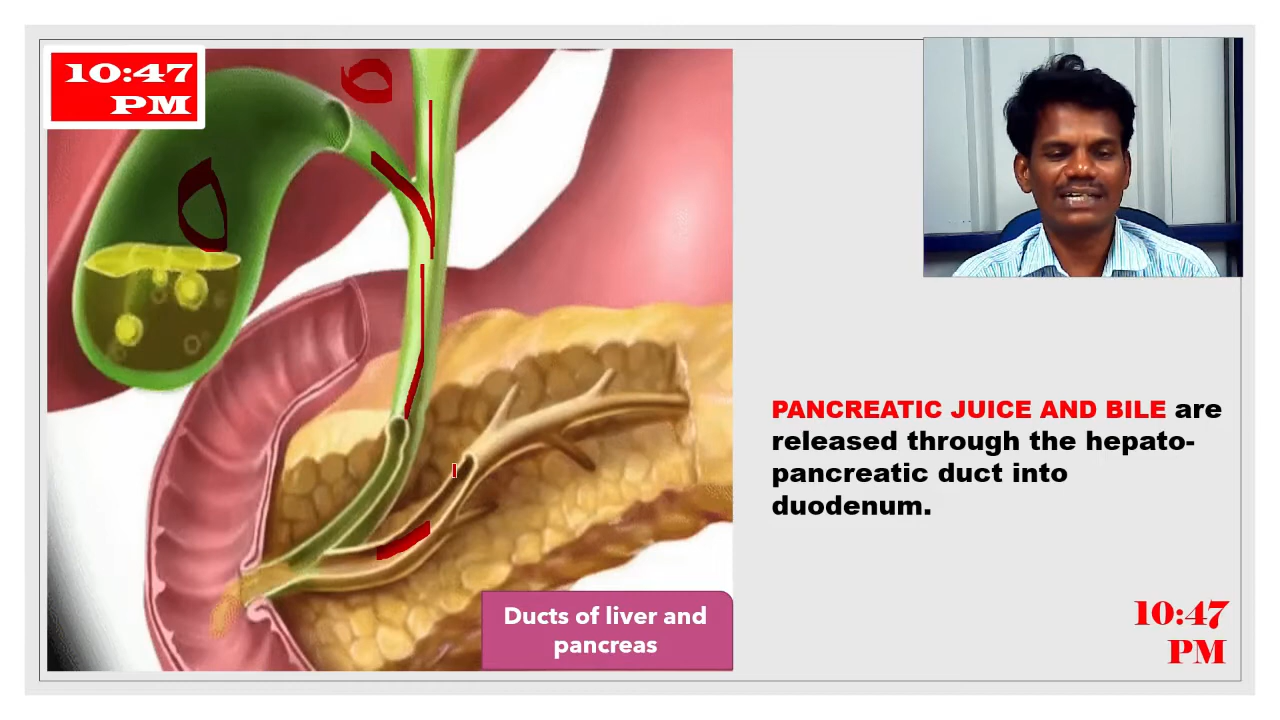 10:47
PM
PANCREATIC JUICE AND BILE are
released through the hepato-
pancreatic duct into
duodenum.
Ducts of liver and
pancreas
10:47
PM